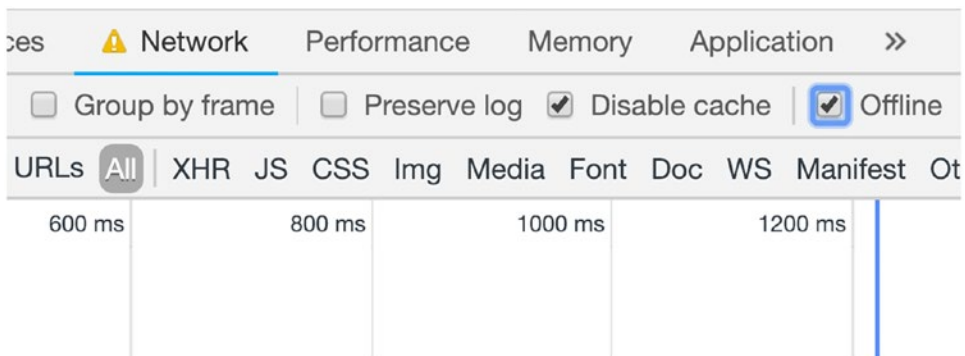 ces Network Performance Memory Application »
Group by frame Preserve log Disable cache Offline
URLs All XHR JS CSS Img Media Font Doc WS Manifest Ot
600 ms 800 ms 1000 ms 1200 ms